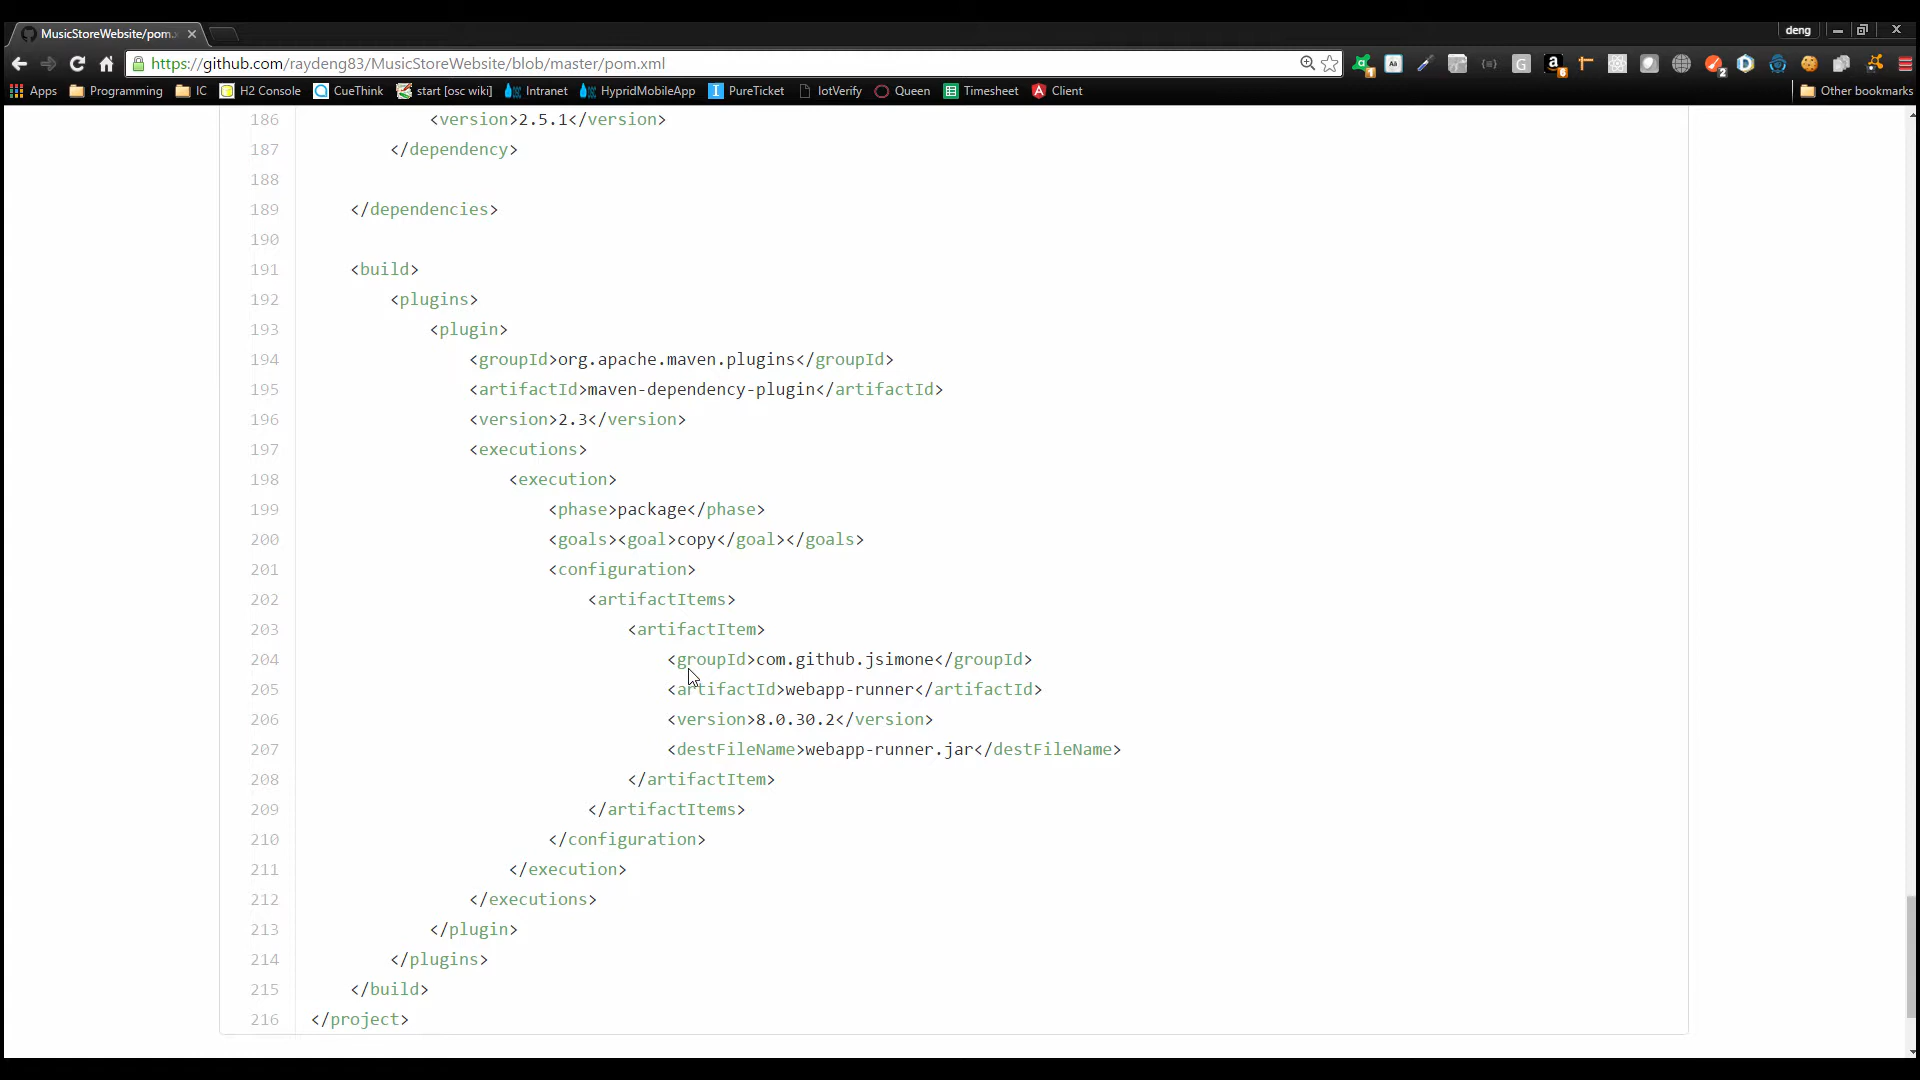 MusicStoreWebsite/pom.
deng
https://github.com/raydeng83/MusicStoreWebsite/blob/master/pom.xml
Apps Programming IC H2 Console CueThink start [osc wiki] Intranet HypridMobileApp PureTicket IotVerify Queen Timesheet Client Other bookmarks
186 <version>2.5.1</version>
187 </dependency>
188
189 </dependencies>
190
191 <build>
192 <plugins>
193 <plugin>
194 <groupId>org.apache.maven.plugins</groupId>
195 <artifactId>maven-dependency-plugin</artifactId>
196 <version>2.3</version>
197 <executions>
198 <execution>
199 <phase>package</phase>
200 <goals><goal>copy</goal></goals>
201 <configuration>
202 <artifactItems>
203 <artifactItem>
204 <groupId>com.github.jsimone</groupId>
205 <artifactId>webapp-runner</artifactId>
206 <version>8.0.30.2</version>
207 <destFileName>webapp-runner.jar</destFileName>
208 </artifactItem>
209 </artifactItems>
210 </configuration>
211 </execution>
212 </executions>
213 </plugin>
214 </plugins>
215 </build>
216 </project>